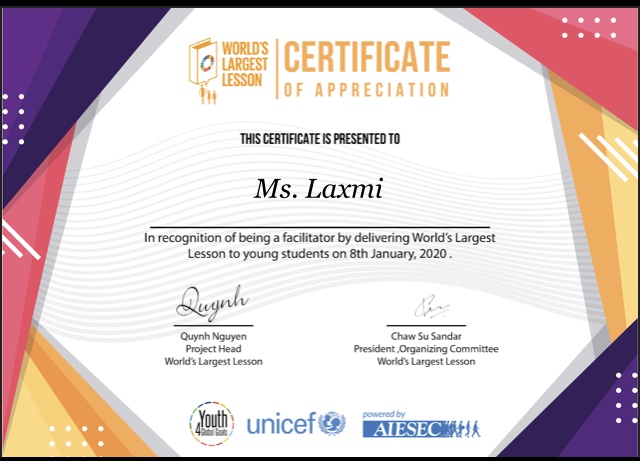 WORLD'S
LARGEST
LESSON
CERTIFICATE
OF APPRECIATION
THIS CERTIFICATE IS PRESENTED TO
Ms. Laxmi
In recognition of being a facilitator by delivering World's Largest
Lesson to young students on 8th January, 2020 .
Quynh
Quynh Nguyen
Project Head
World's Largest Lesson
Chaw Su Sandar
President ,Organizing Committee
World's Largest Lesson
Youth
4 Global Goals
unicef
powered by
AIESEC